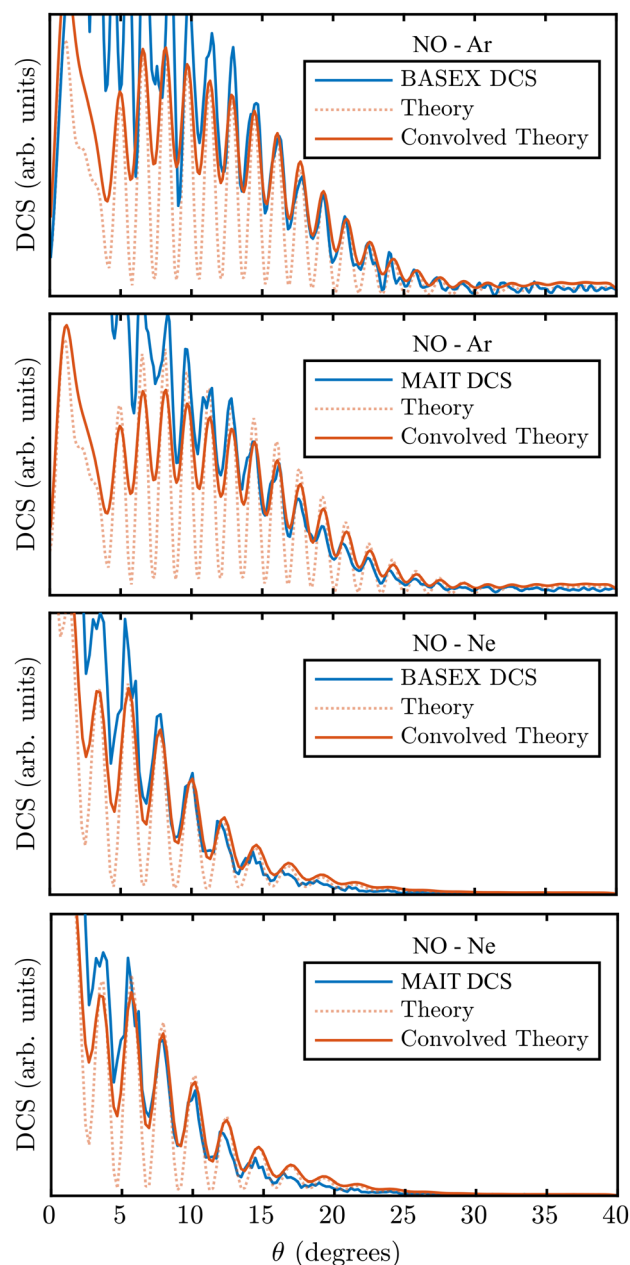 NO - Ar
BASEX DCS
Theory
Convolved Theory
DCS (arb. units)
NO - Ar
MAIT DCS
Theory
Convolved Theory
DCS (arb. units)
NO - Ne
BASEX DCS
Theory
Convolved Theory
DCS (arb. units)
NO - Ne
MAIT DCS
Theory
Convolved Theory
DCS (arb. units)
0 5 10 15 20 25 30 35 40
θ (degrees)